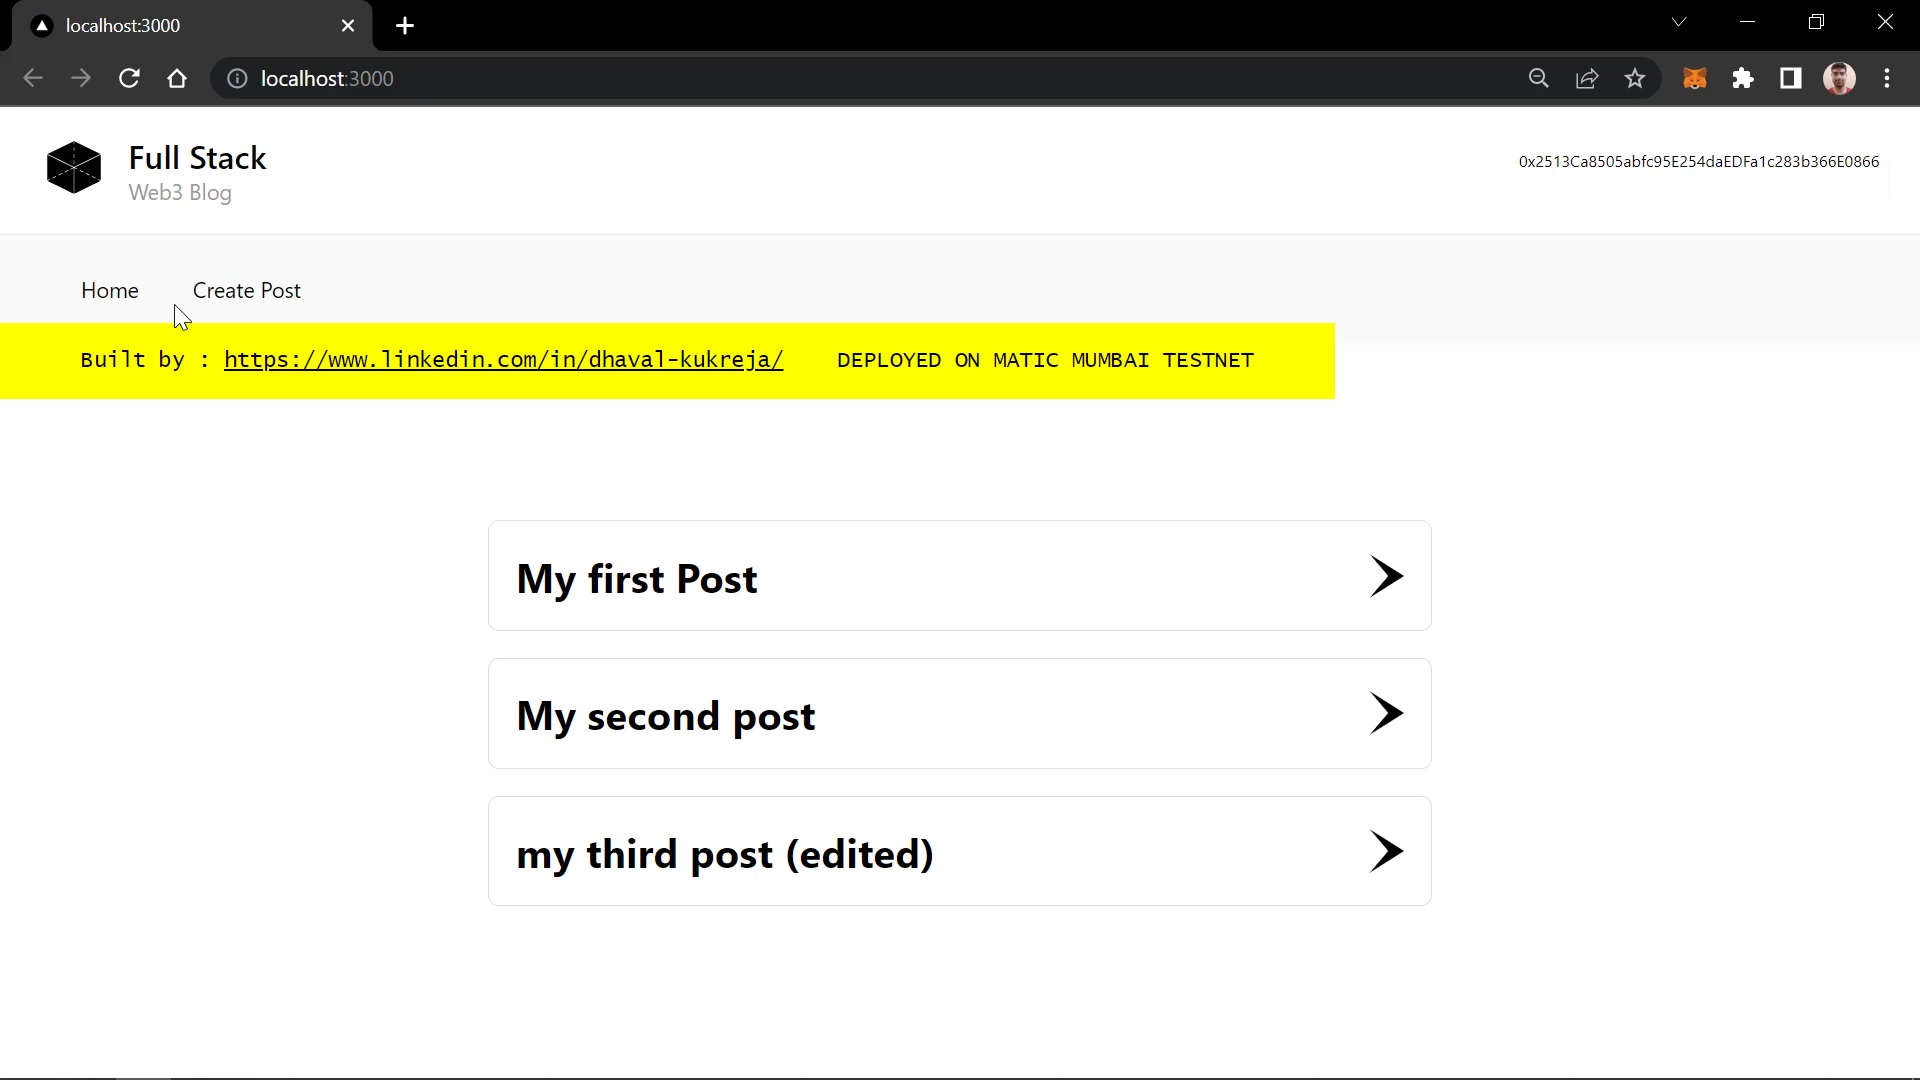 localhost:3000
localhost:3000
Full Stack
Web3 Blog
0x2513Ca8505abfc95E254daEDFa1c283b366E0866
Home Create Post
Built by : https://www.linkedin.com/in/dhaval-kukreja/ DEPLOYED ON MATIC MUMBAI TESTNET
My first Post
My second post
my third post (edited)